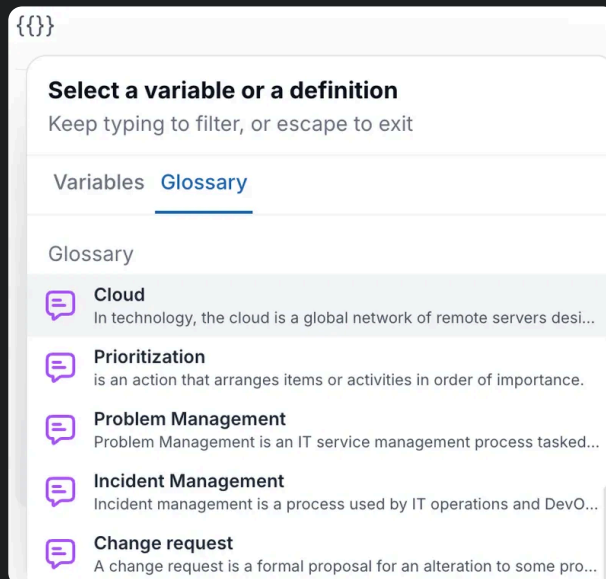 {{}}
Select a variable or a definition
Keep typing to filter, or escape to exit
Variables Glossary
Glossary
Cloud
In technology, the cloud is a global network of remote servers desi...
Prioritization
is an action that arranges items or activities in order of importance.
Problem Management
Problem Management is an IT service management process tasked...
Incident Management
Incident management is a process used by IT operations and DevO...
Change request
A change request is a formal proposal for an alteration to some pro...